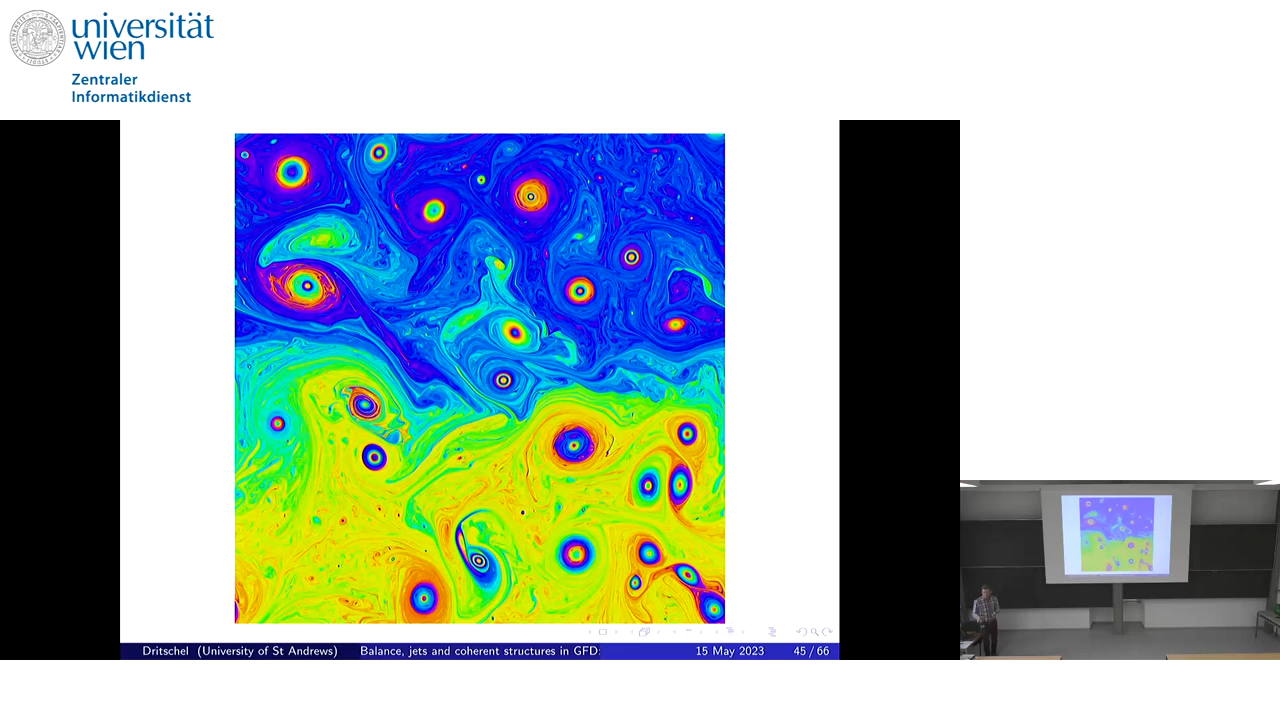 universität
wien
Zentraler
Informatikdienst
Dritschel (University of St Andrews) Balance, jets and coherent structures in GFD: 15 May 2023 45 / 66